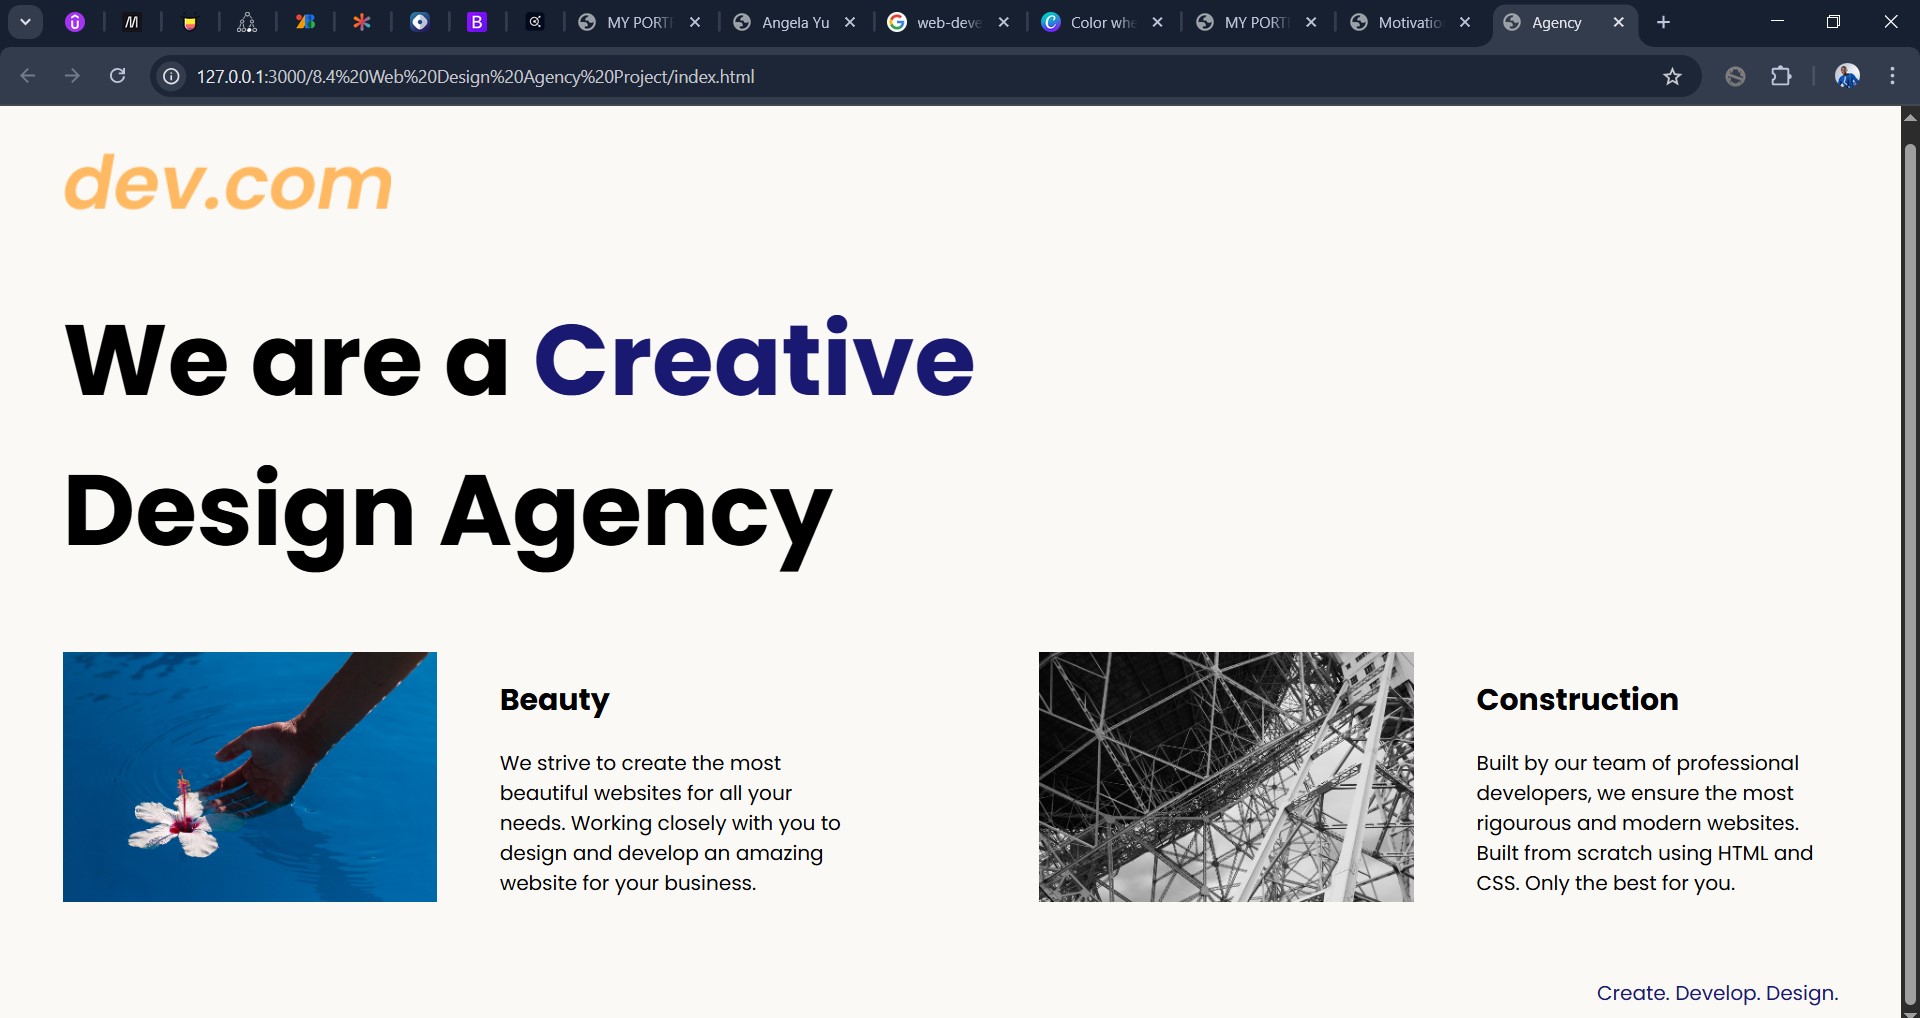 MY PORT
Angela Yu
web-deve
Color whe
MY PORT
Motivatio
Agency
127.0.0.1:3000/8.4%20Web%20Design%20Agency%20Project/index.html
dev.com
We are a Creative
Design Agency
Beauty
We strive to create the most
beautiful websites for all your
needs. Working closely with you to
design and develop an amazing
website for your business.
Construction
Built by our team of professional
developers, we ensure the most
rigourous and modern websites.
Built from scratch using HTML and
CSS. Only the best for you.
Create. Develop. Design.